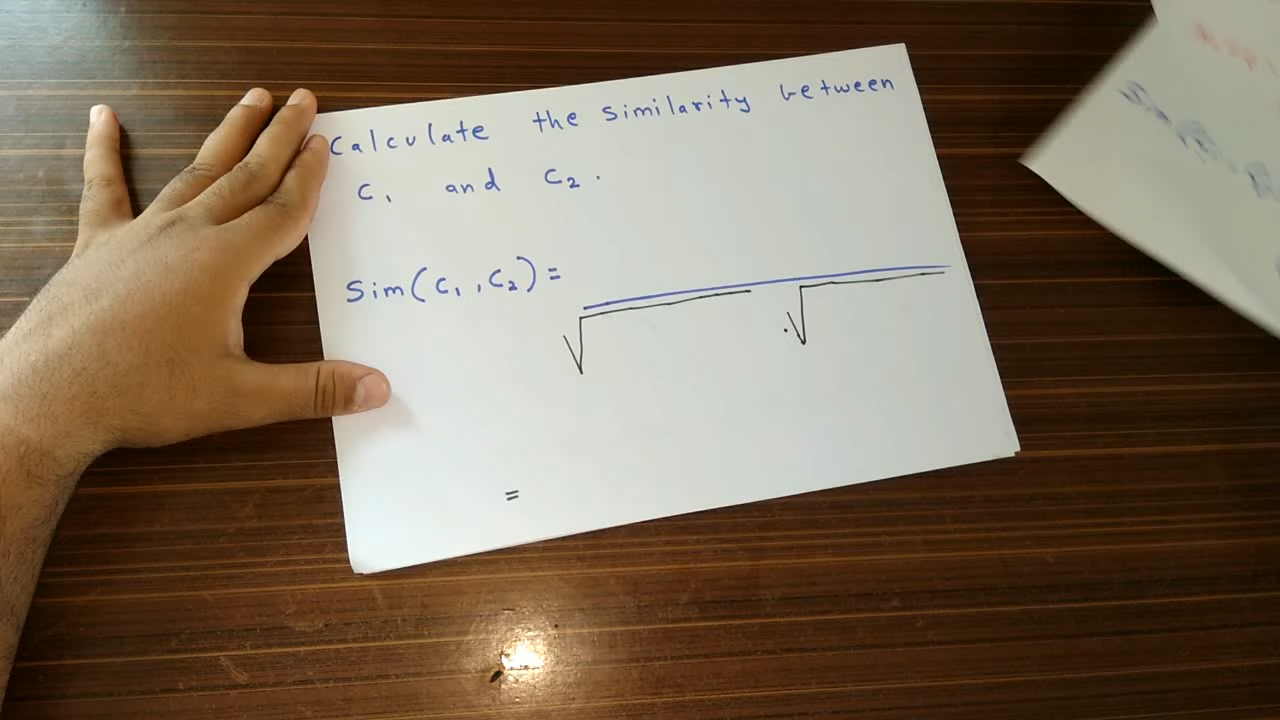 Calculate the similarity between
C₁ and C₂.
Sim(C₁,C₂)=
√ .√
=